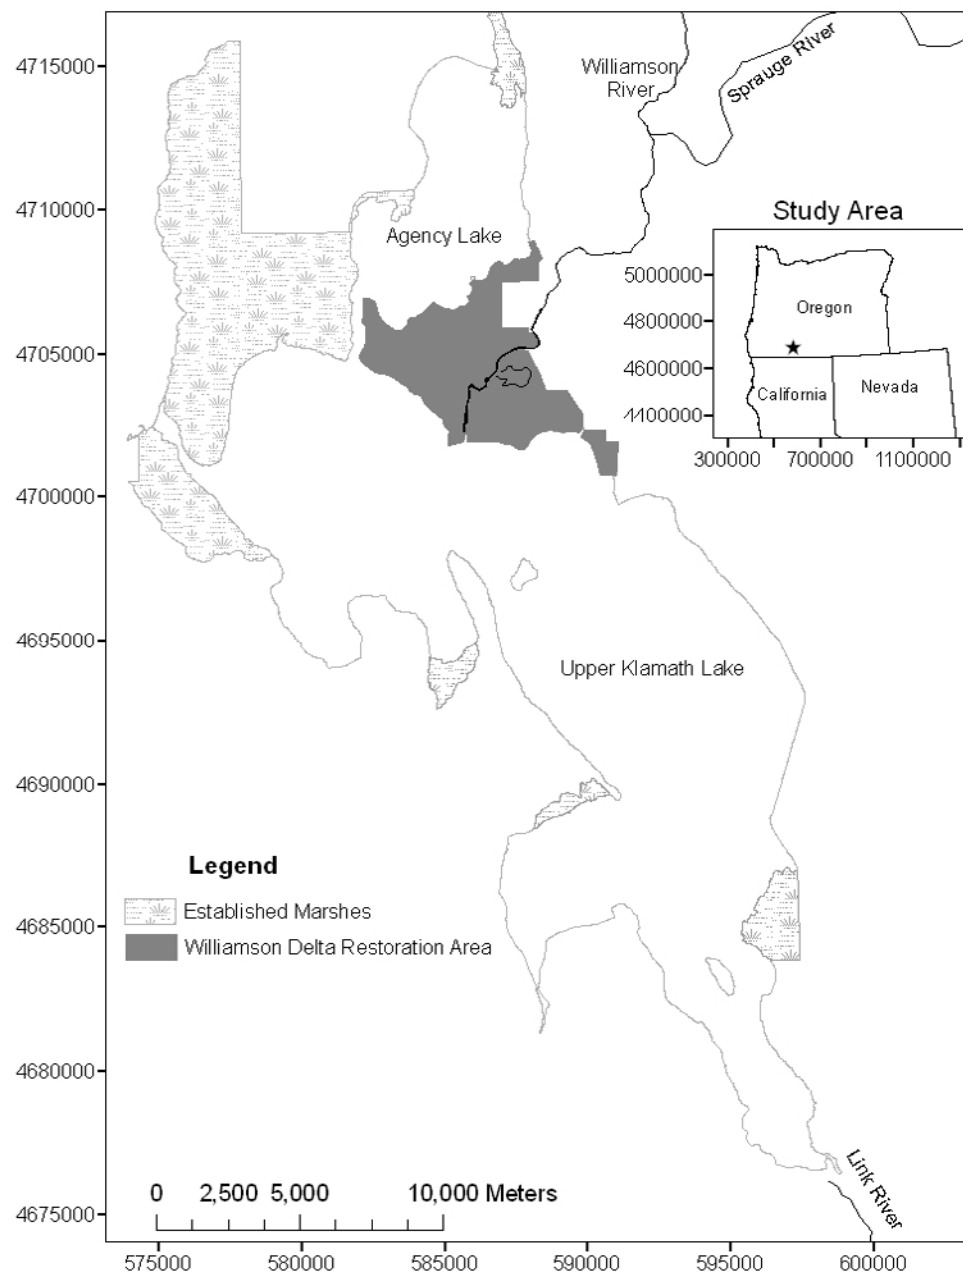 4715000
4710000
4705000
4700000
4695000
4690000
4685000
4680000
4675000
Williamson
River
Sprauge River
Agency Lake
Study Area
5000000
4800000
4600000
4400000
Oregon
California
Nevada
300000 700000 1100000
Upper Klamath Lake
Legend
Established Marshes
Williamson Delta Restoration Area
Link River
0 2,500 5,000 10,000 Meters
575000 580000 585000 590000 595000 600000